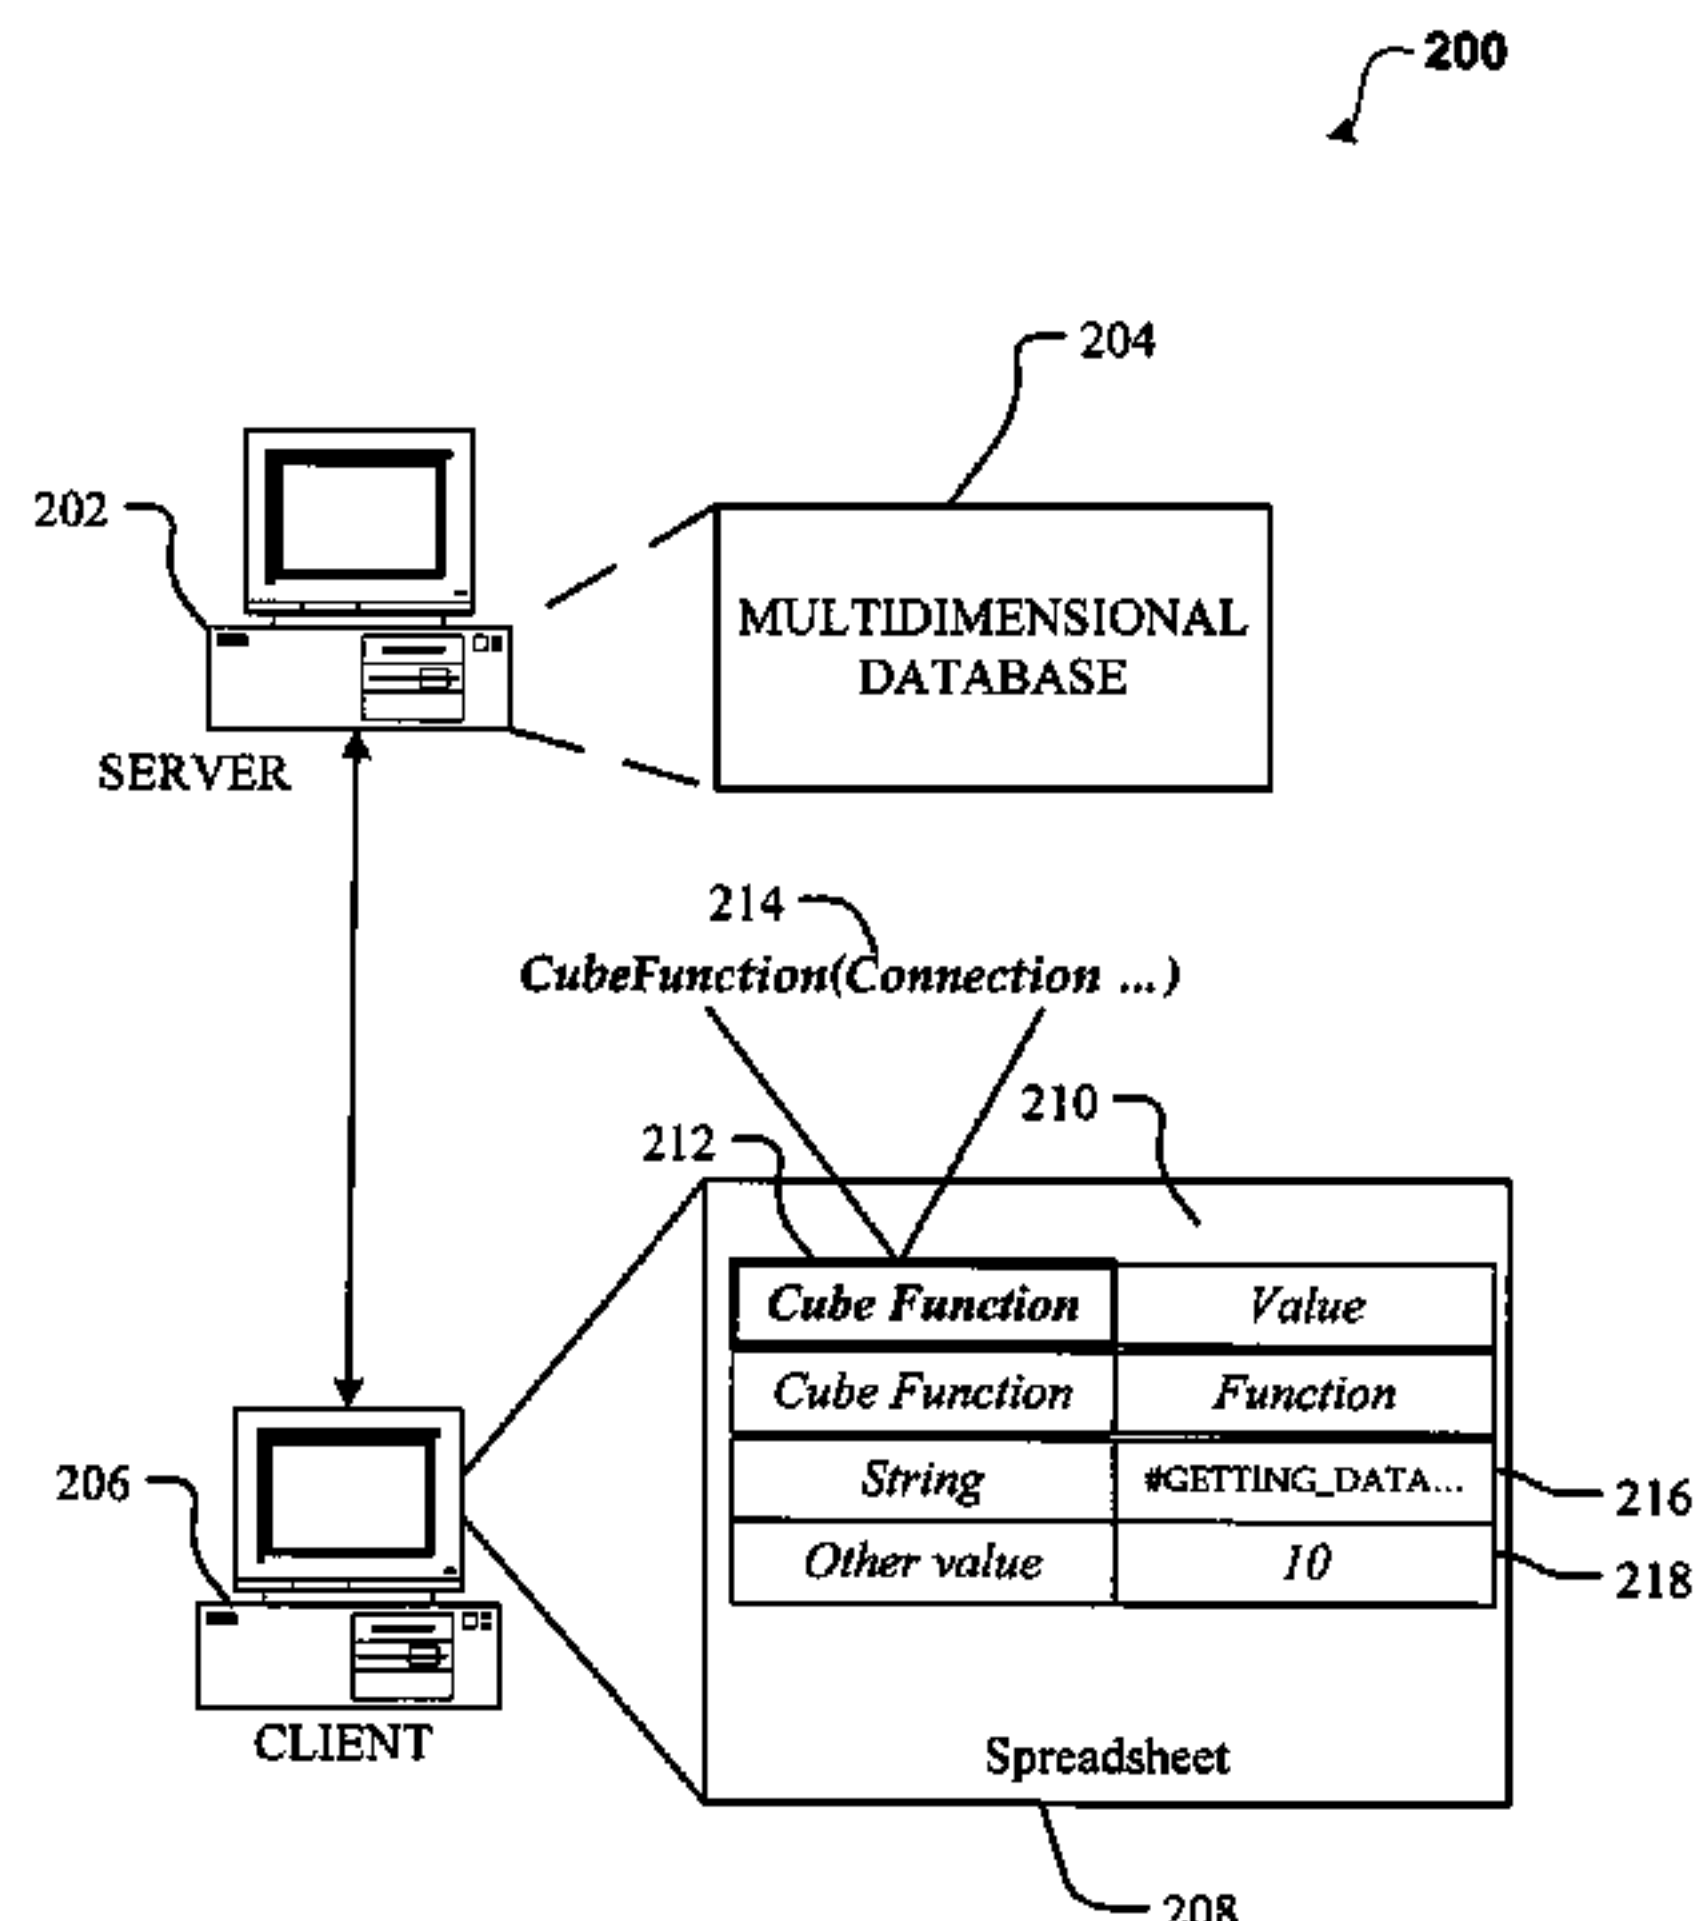 200
204
202
MULTIDIMENSIONAL
DATABASE
SERVER
214
CubeFunction(Connection ...)
210
212
Cube Function Value
Cube Function Function
String #GETTING_DATA... 216
Other value 10 218
206
CLIENT
Spreadsheet
208